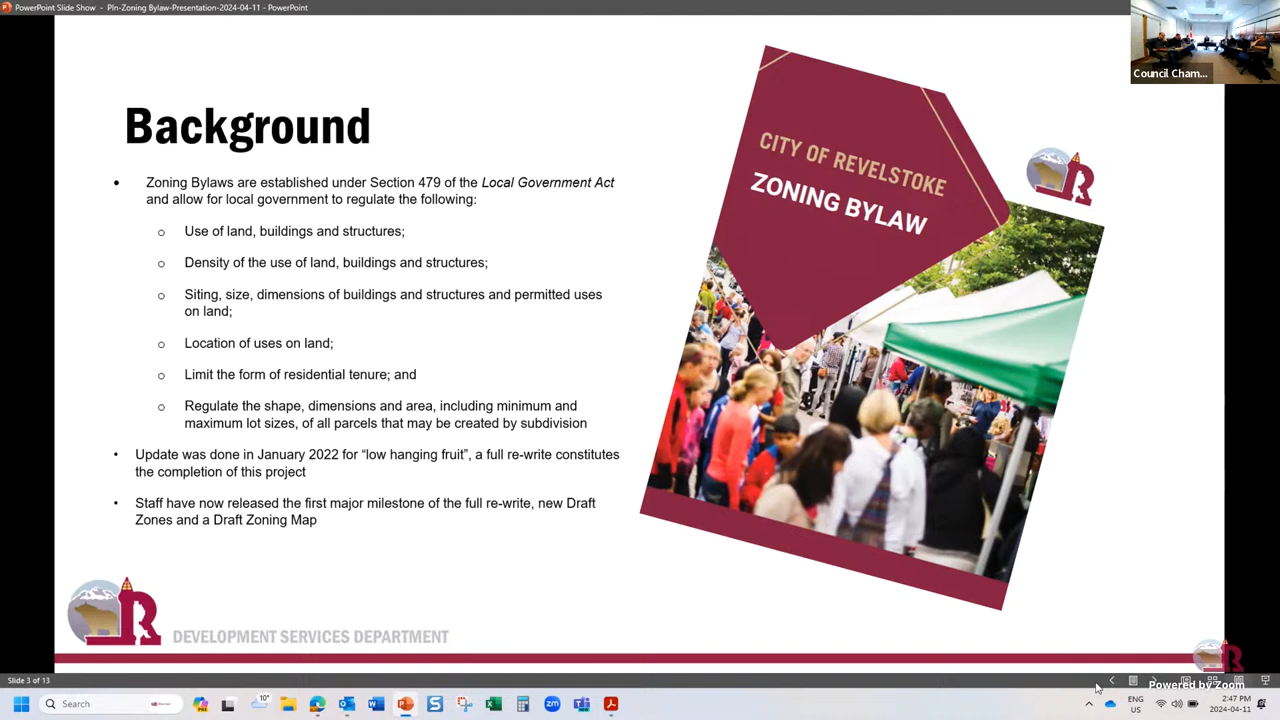 PowerPoint Slide Show - Pln-Zoning Bylaw-Presentation-2024-04-11 - PowerPoint
Council Cham...
Background
• Zoning Bylaws are established under Section 479 of the Local Government Act
and allow for local government to regulate the following:
o Use of land, buildings and structures;
o Density of the use of land, buildings and structures;
o Siting, size, dimensions of buildings and structures and permitted uses
on land;
o Location of uses on land;
o Limit the form of residential tenure; and
o Regulate the shape, dimensions and area, including minimum and
maximum lot sizes, of all parcels that may be created by subdivision
• Update was done in January 2022 for “low hanging fruit”, a full re-write constitutes
the completion of this project
• Staff have now released the first major milestone of the full re-write, new Draft
Zones and a Draft Zoning Map
CITY OF REVELSTOKE
ZONING BYLAW
R
R
DEVELOPMENT SERVICES DEPARTMENT
Slide 3 of 13
Powered by Zoom
Search
10°
ENG
US
2:47 PM
2024-04-11